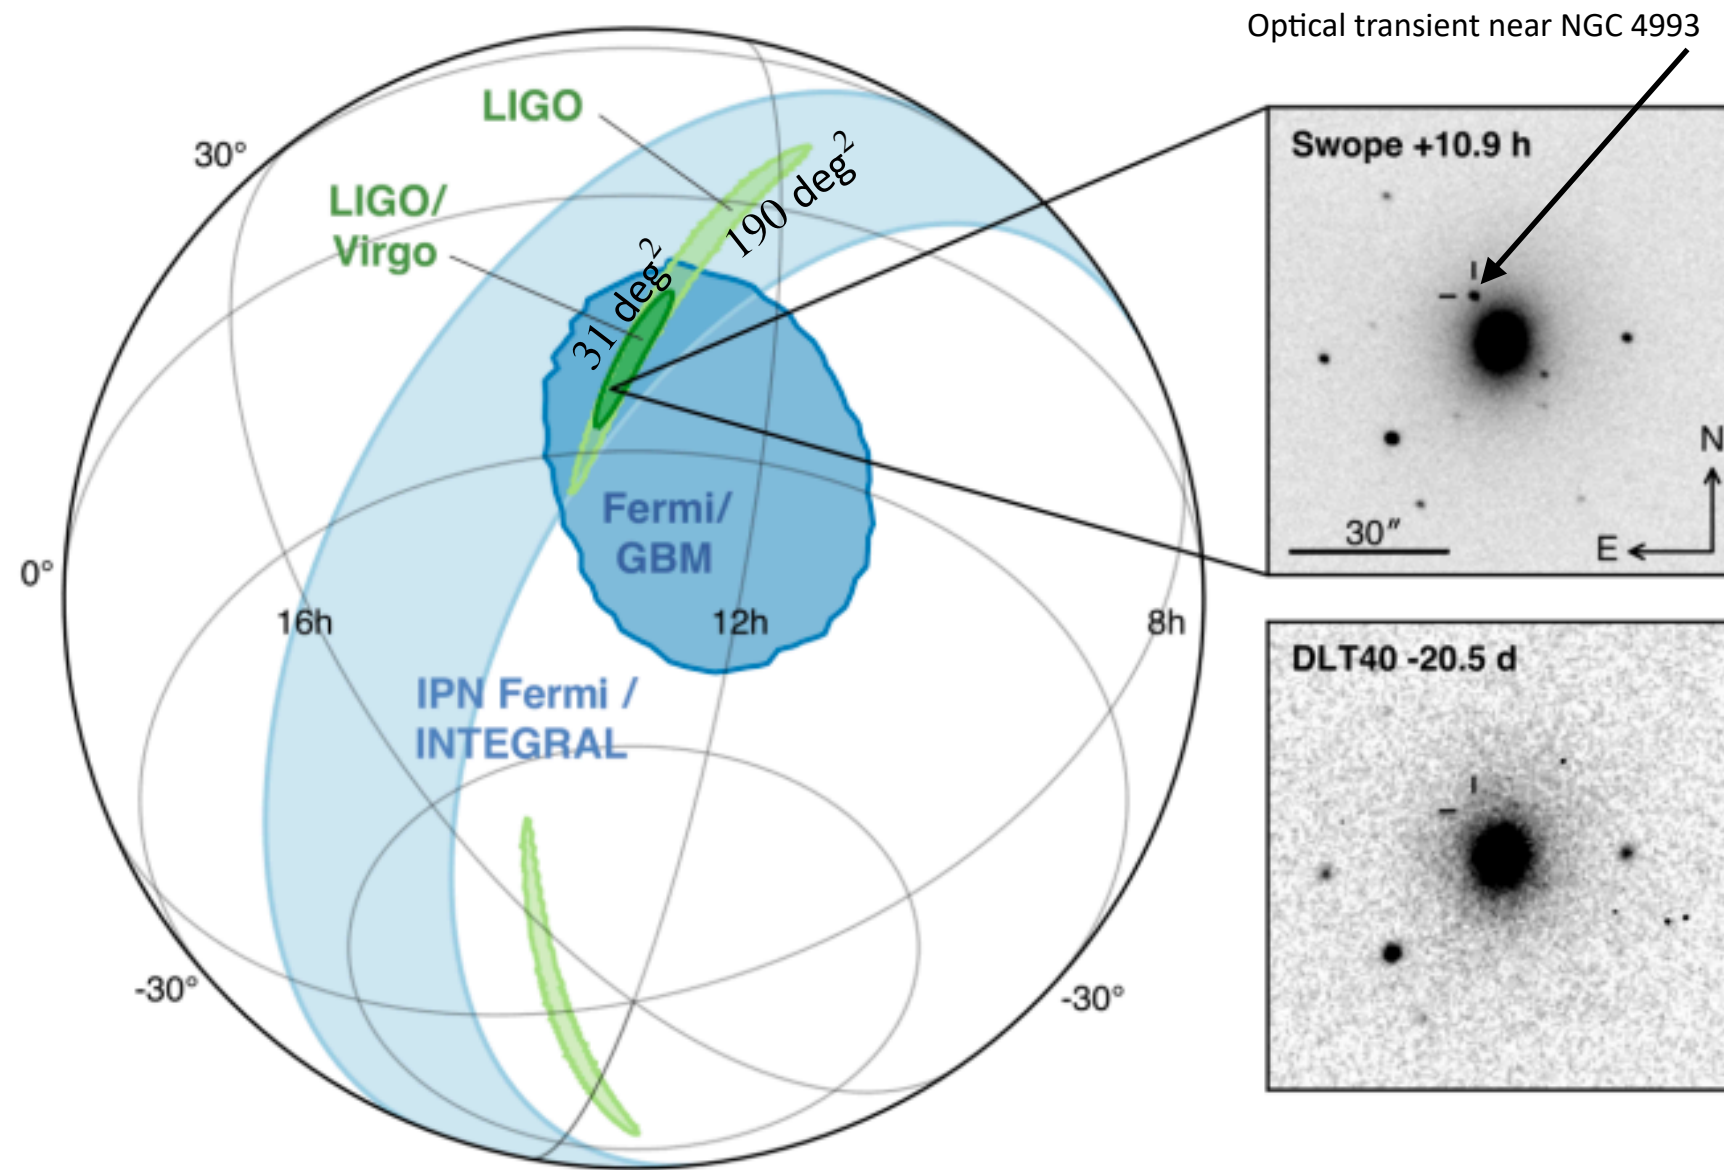 Optical transient near NGC 4993
LIGO
190 deg²
30°
LIGO/
Virgo
31 deg²
Fermi/
GBM
0°
16h
12h
8h
IPN Fermi /
INTEGRAL
-30°
-30°
Swope +10.9 h
N
30″
E
DLT40 -20.5 d